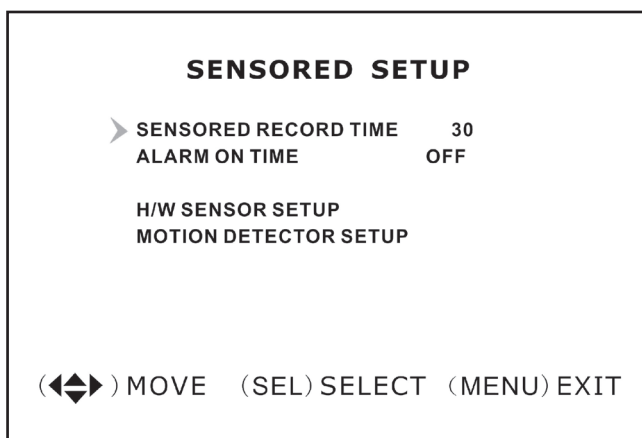 SENSORED SETUP
SENSORED RECORD TIME 30
ALARM ON TIME OFF
H/W SENSOR SETUP
MOTION DETECTOR SETUP
(◀◆▶) MOVE (SEL) SELECT (MENU) EXIT